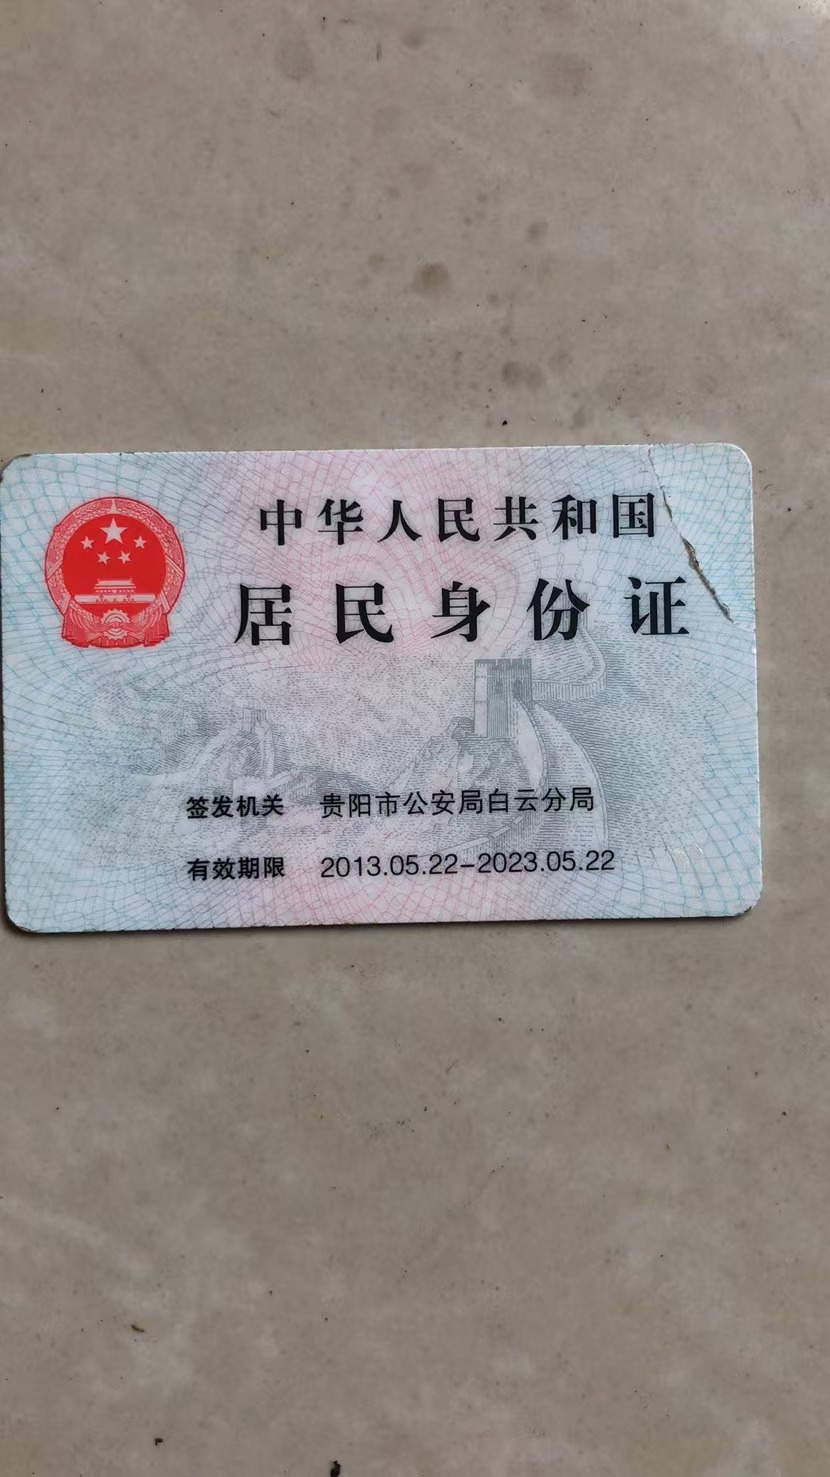 中华人民共和国
居民身份证
签发机关 贵阳市公安局白云分局
有效期限 2013.05.22-2023.05.22